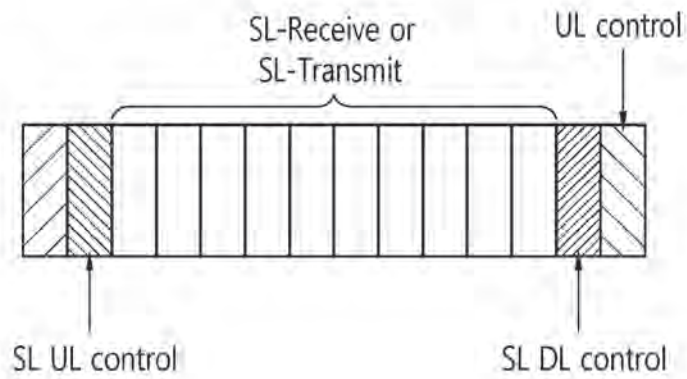 SL-Receive or
SL-Transmit
UL control
SL UL control
SL DL control